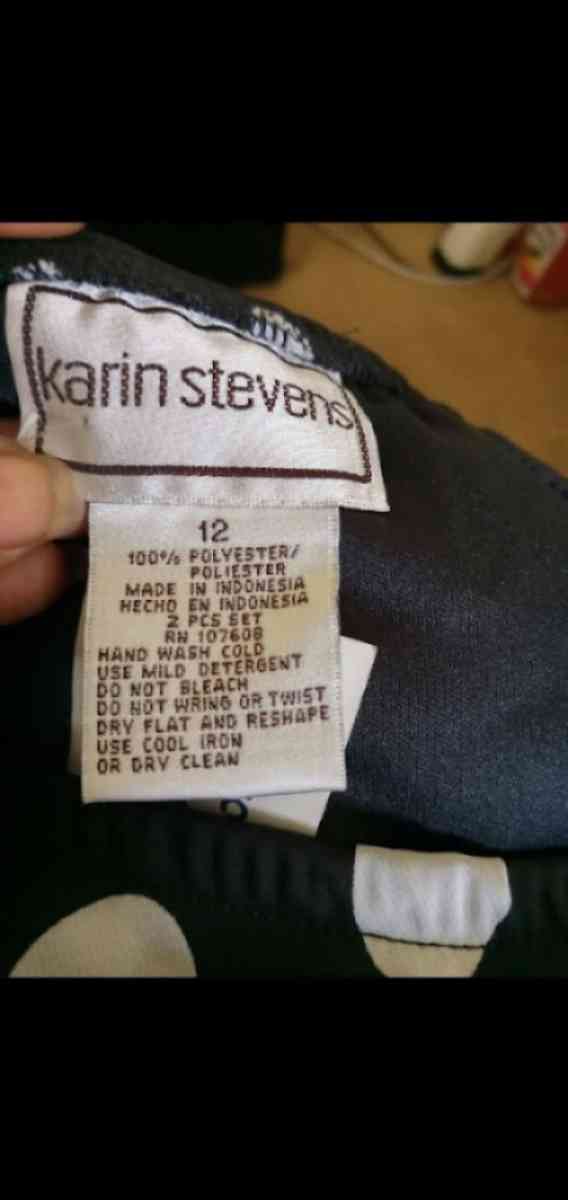 karin stevens
12
100% POLYESTER/
POLIESTER
MADE IN INDONESIA
HECHO EN INDONESIA
2 PCS SET
RN 107608
HAND WASH COLD
USE MILD DETERGENT
DO NOT BLEACH
DO NOT WRING OR TWIST
DRY FLAT AND RESHAPE
USE COOL IRON
OR DRY CLEAN